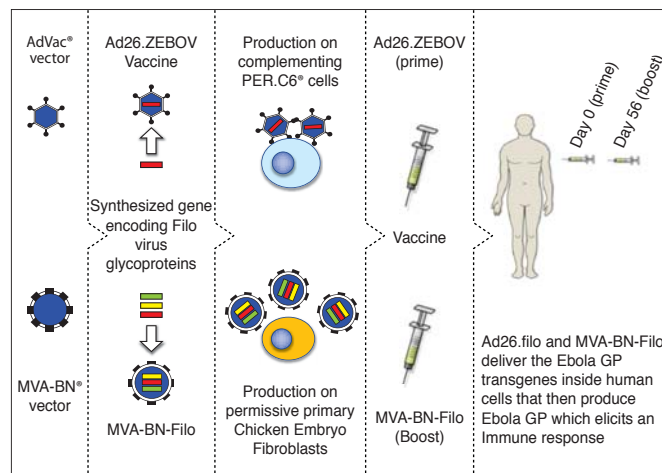 AdVac®
vector
MVA-BN®
vector
Ad26.ZEBOV
Vaccine
Synthesized gene
encoding Filo
virus
glycoproteins
MVA-BN-Filo
Production on
complementing
PER.C6® cells
Production on
permissive primary
Chicken Embryo
Fibroblasts
Ad26.ZEBOV
(prime)
Vaccine
MVA-BN-Filo
(Boost)
Day 0 (prime)
Day 56 (boost)
Ad26.filo and MVA-BN-Filo
deliver the Ebola GP
transgenes inside human
cells that then produce
Ebola GP which elicits an
Immune response